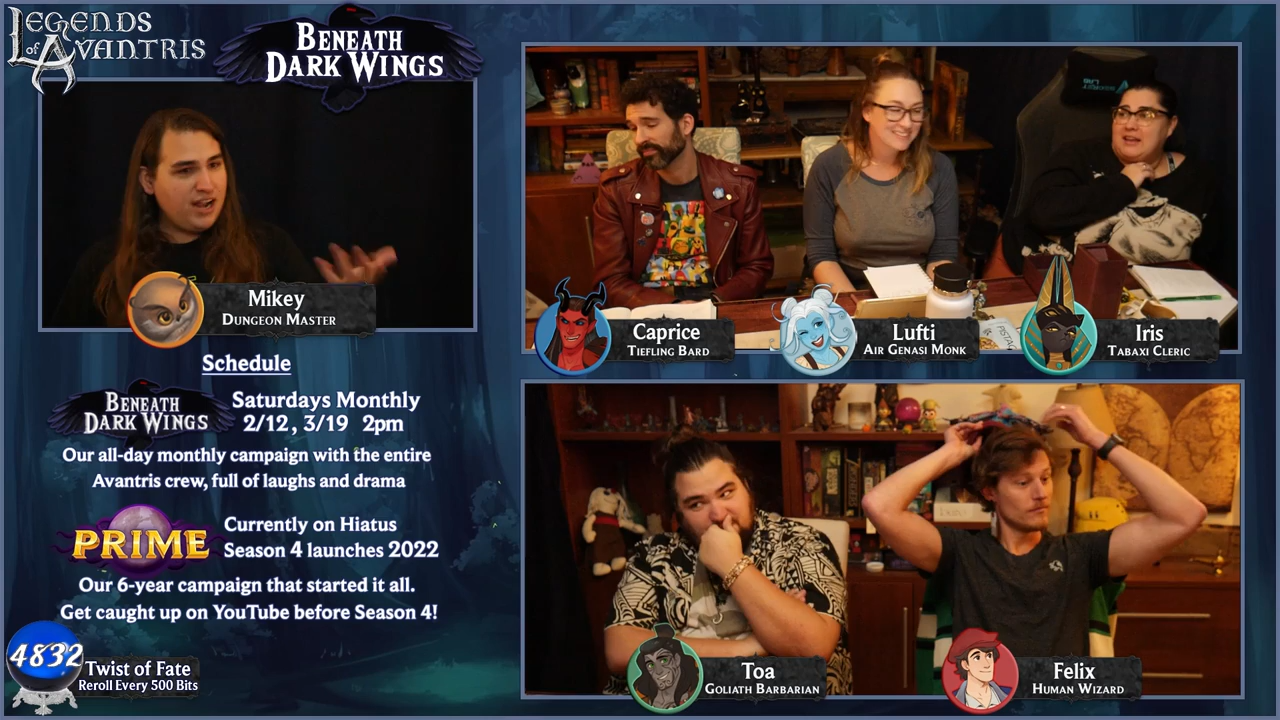 LEGENDS
OF AVANTRIS
BENEATH
DARK WINGS
Mikey
DUNGEON MASTER
Schedule
BENEATH
DARK WINGS
Saturdays Monthly
2/12, 3/19 2pm
Our all-day monthly campaign with the entire
Avantris crew, full of laughs and drama
PRIME
Currently on Hiatus
Season 4 launches 2022
Our 6-year campaign that started it all.
Get caught up on YouTube before Season 4!
4832
Twist of Fate
Reroll Every 500 Bits
Caprice
TIEFLING BARD
Lufti
AIR GENASI MONK
Iris
TABAXI CLERIC
Toa
GOLIATH BARBARIAN
Felix
HUMAN WIZARD